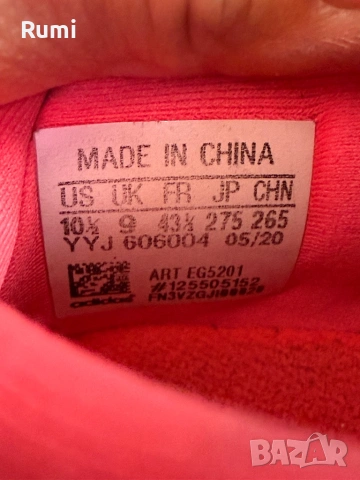 Rumi
MADE IN CHINA
US UK FR JP CHN
10½ 9 43⅓ 275 265
YYJ 606004 05/20
ART EG5201
#125505152
adidas
BAZAR